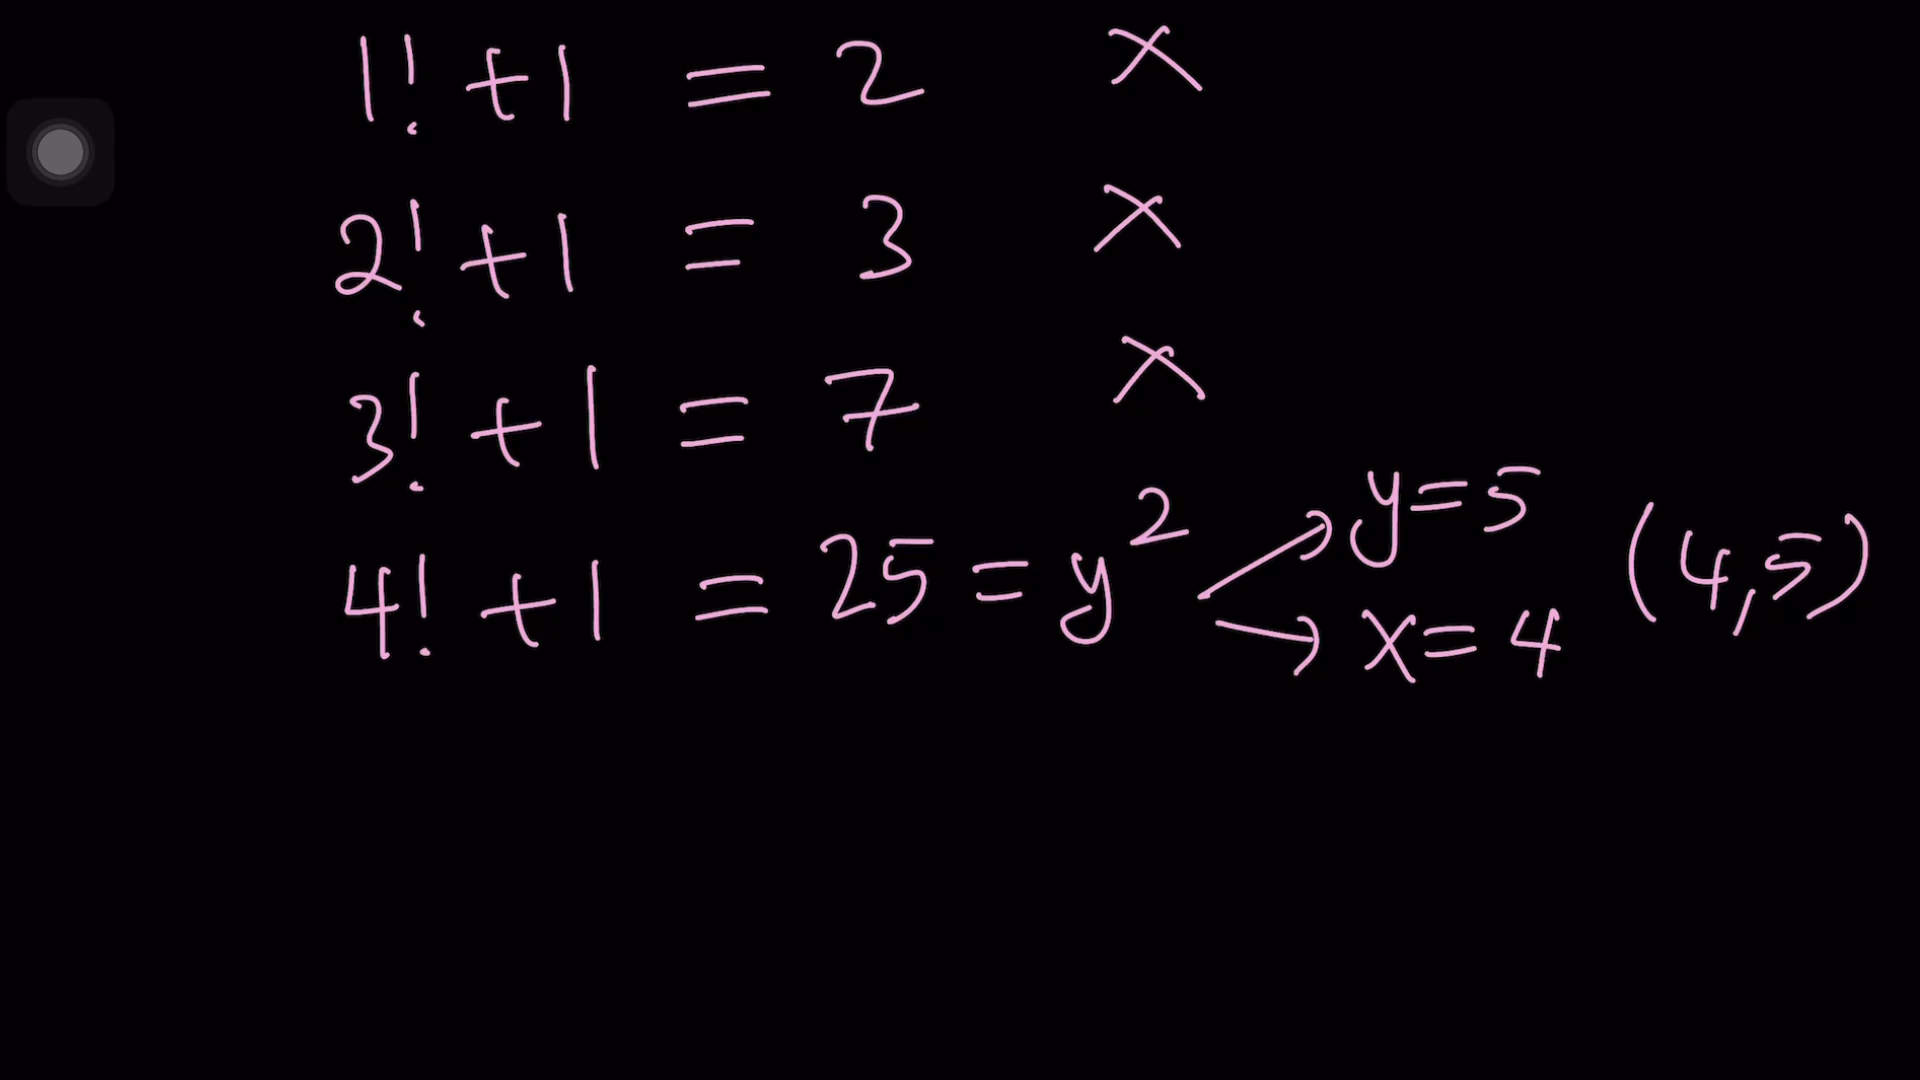 1! + 1 = 2 x
2! + 1 = 3 x
3! + 1 = 7 x
4! + 1 = 25 = y² → y = 5 (4,5)
→ x = 4